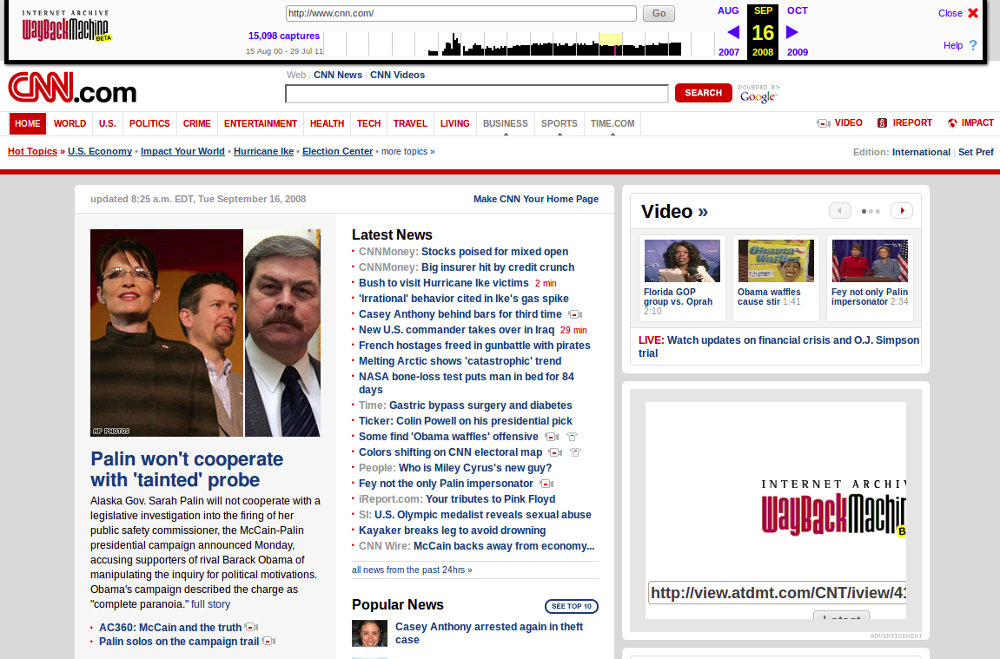 INTERNET ARCHIVE
WayBackMachine
BETA
http://www.cnn.com/
Go
15,098 captures
15 Aug 00 - 29 Jul 11
AUG
SEP
OCT
16
2007
2008
2009
Close
Help ?
CNN.com
Web | CNN News | CNN Videos
SEARCH
POWERED BY
Google
HOME WORLD U.S. POLITICS CRIME ENTERTAINMENT HEALTH TECH TRAVEL LIVING BUSINESS SPORTS TIME.COM
VIDEO IREPORT IMPACT
Hot Topics » U.S. Economy • Impact Your World • Hurricane Ike • Election Center • more topics »
Edition: International | Set Pref
updated 8:25 a.m. EDT, Tue September 16, 2008
Make CNN Your Home Page
AP PHOTOS
Palin won't cooperate
with 'tainted' probe
Alaska Gov. Sarah Palin will not cooperate with a
legislative investigation into the firing of her
public safety commissioner, the McCain-Palin
presidential campaign announced Monday,
accusing supporters of rival Barack Obama of
manipulating the inquiry for political motivations.
Obama's campaign described the charge as
"complete paranoia." full story
• AC360: McCain and the truth
• Palin solos on the campaign trail
Latest News
• CNNMoney: Stocks poised for mixed open
• CNNMoney: Big insurer hit by credit crunch
• Bush to visit Hurricane Ike victims 2 min
• 'Irrational' behavior cited in Ike's gas spike
• Casey Anthony behind bars for third time
• New U.S. commander takes over in Iraq 29 min
• French hostages freed in gunbattle with pirates
• Melting Arctic shows 'catastrophic' trend
• NASA bone-loss test puts man in bed for 84
days
• Time: Gastric bypass surgery and diabetes
• Ticker: Colin Powell on his presidential pick
• Some find 'Obama waffles' offensive
• Colors shifting on CNN electoral map
• People: Who is Miley Cyrus's new guy?
• Fey not the only Palin impersonator
• iReport.com: Your tributes to Pink Floyd
• SI: U.S. Olympic medalist reveals sexual abuse
• Kayaker breaks leg to avoid drowning
• CNN Wire: McCain backs away from economy...
all news from the past 24hrs »
Popular News
SEE TOP 10
Casey Anthony arrested again in theft
case
Video »
Obama
Waffles
Florida GOP
group vs. Oprah
2:10
Obama waffles
cause stir 1:41
Fey not only Palin
impersonator 2:34
LIVE: Watch updates on financial crisis and O.J. Simpson
trial
INTERNET ARCHIV
WayBackMachin
B
http://view.atdmt.com/CNT/iview/41
Latest
ADVERTISEMENT